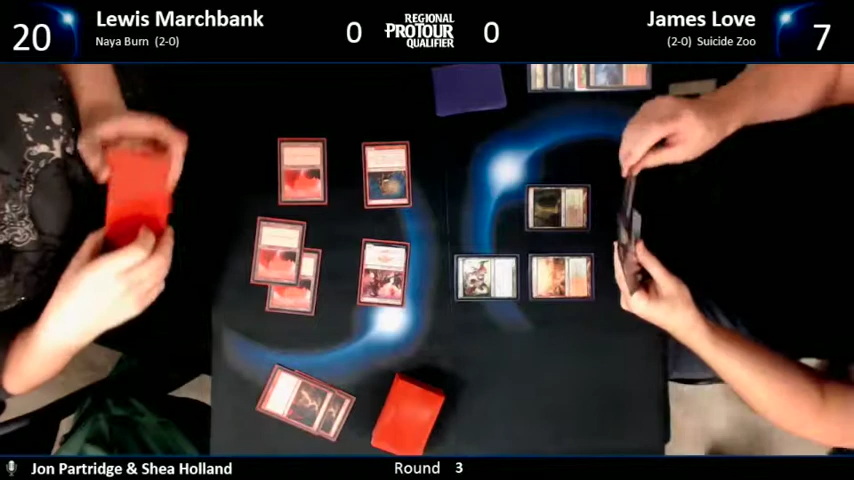 20
Lewis Marchbank
Naya Burn (2-0)
0
REGIONAL
PROTOUR
QUALIFIER
0
James Love
(2-0) Suicide Zoo
7
Jon Partridge & Shea Holland
Round 3